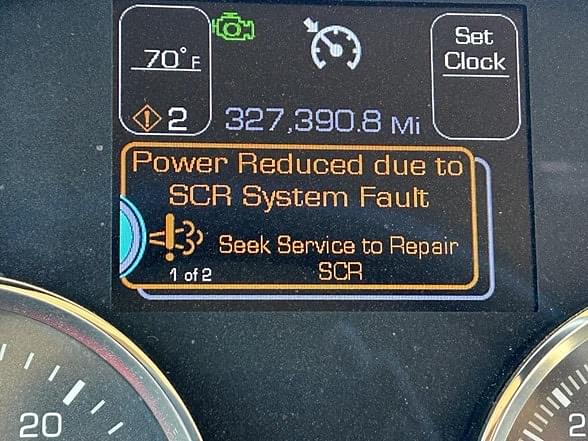 70°F
Set
Clock
2
327,390.8 Mi
Power Reduced due to
SCR System Fault
Seek Service to Repair
SCR
1 of 2
20
2